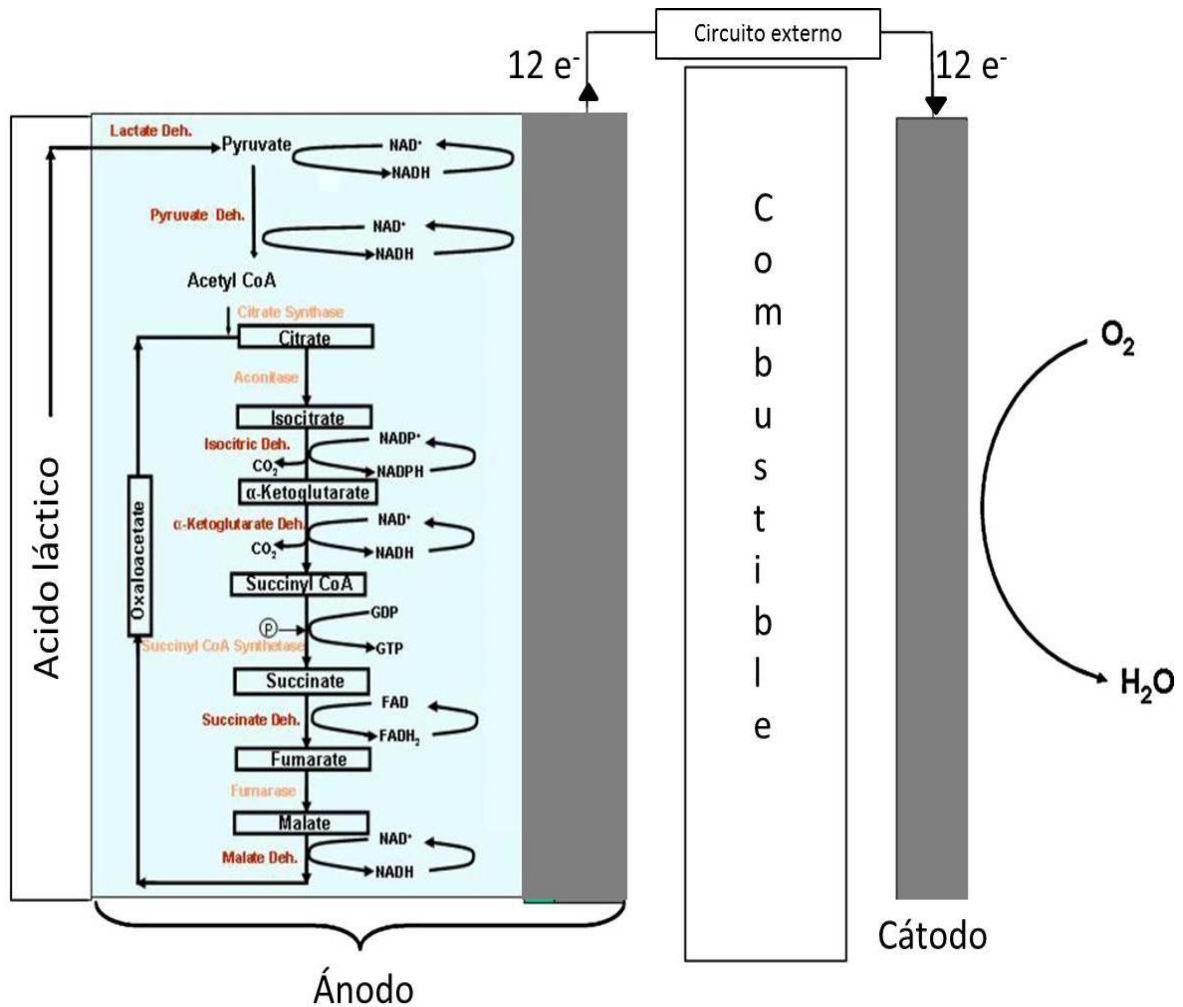 Circuito externo
12 e-
12 e-
Acido láctico
Lactate Deh.
Pyruvate
NAD+
NADH
Pyruvate Deh.
NAD+
NADH
Acetyl CoA
Citrate Synthase
Citrate
Aconitase
Isocitrate
Isocitric Deh.
NADP+
CO2
NADPH
α-Ketoglutarate
α-Ketoglutarate Deh.
NAD+
CO2
NADH
Succinyl CoA
GDP
P
Succinyl CoA Synthetase
GTP
Succinate
FAD
Succinate Deh.
FADH2
Fumarate
Fumarase
Malate
NAD+
Malate Deh.
NADH
Oxaloacetate
Ánodo
Combustible
Cátodo
O2
H2O